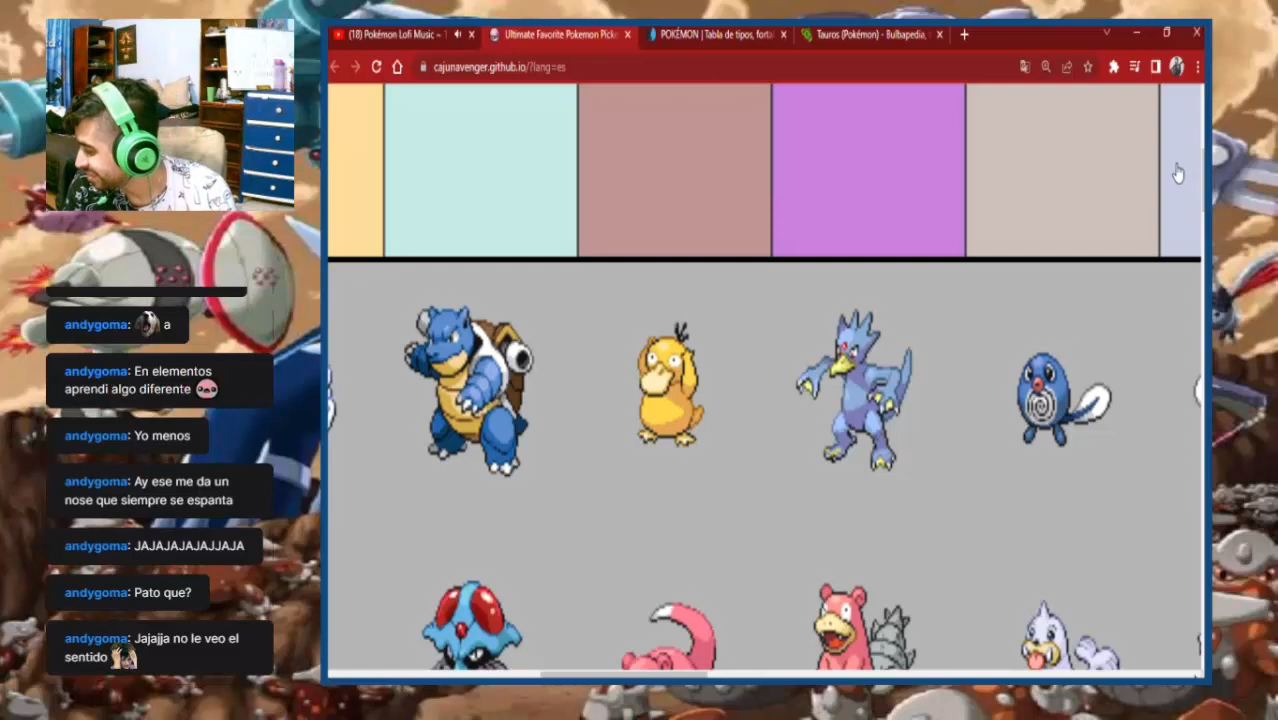 (18) Pokémon Lofi Music ~ 1
Ultimate Favorite Pokemon Pick
POKÉMON | Tabla de tipos, forta
Tauros (Pokémon) - Bulbapedia,
cajunavenger.github.io/?lang=es
andygoma: a
andygoma: En elementos
aprendi algo diferente
andygoma: Yo menos
andygoma: Ay ese me da un
nose que siempre se espanta
andygoma: JAJAJAJAJAJJAJA
andygoma: Pato que?
andygoma: Jajajja no le veo el
sentido